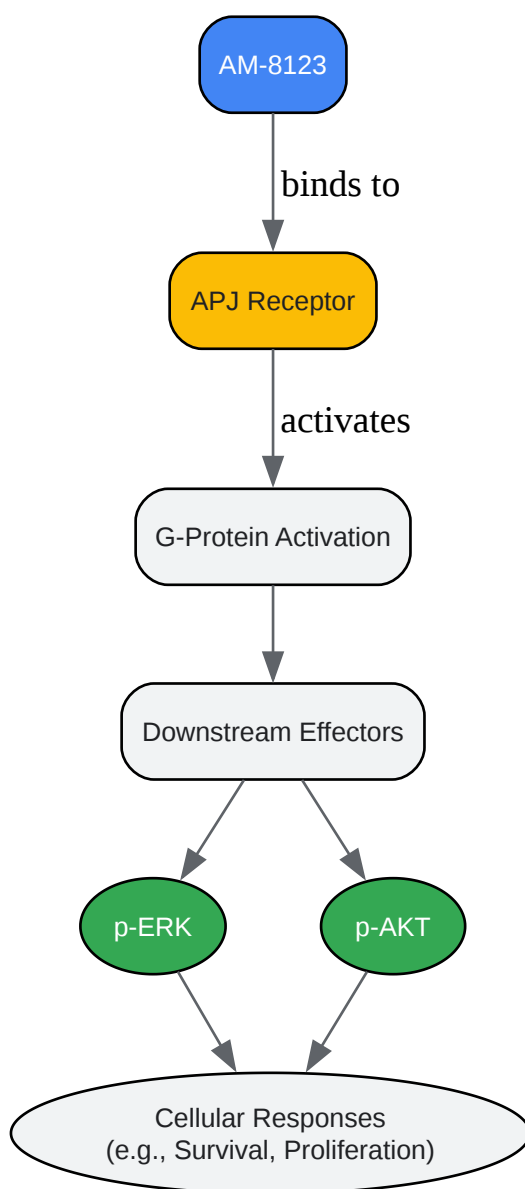 AM-8123
binds to
APJ Receptor
activates
G-Protein Activation
Downstream Effectors
p-ERK
p-AKT
Cellular Responses
(e.g., Survival, Proliferation)